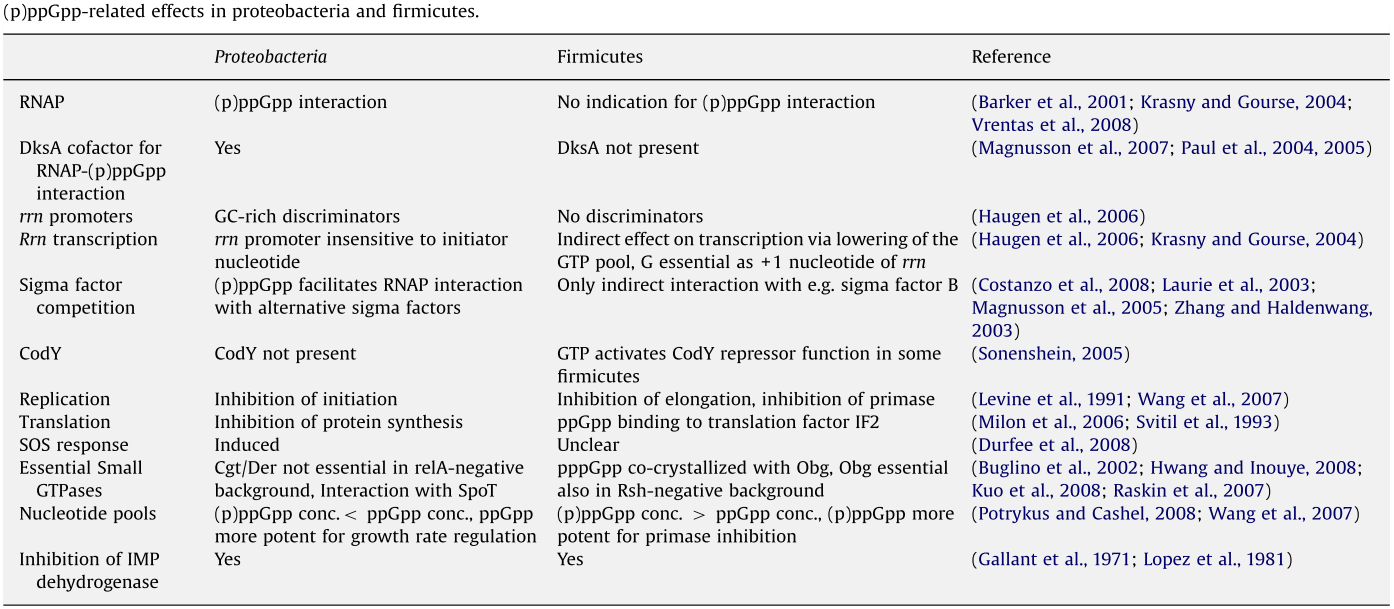 (p)ppGpp-related effects in proteobacteria and firmicutes.
Proteobacteria Firmicutes Reference
RNAP (p)ppGpp interaction No indication for (p)ppGpp interaction (Barker et al., 2001; Krasny and Gourse, 2004;
Vrentas et al., 2008)
DksA cofactor for Yes DksA not present (Magnusson et al., 2007; Paul et al., 2004, 2005)
RNAP-(p)ppGpp
interaction
rrn promoters GC-rich discriminators No discriminators (Haugen et al., 2006)
Rrn transcription rrn promoter insensitive to initiator Indirect effect on transcription via lowering of the (Haugen et al., 2006; Krasny and Gourse, 2004)
nucleotide GTP pool, G essential as +1 nucleotide of rrn
Sigma factor (p)ppGpp facilitates RNAP interaction Only indirect interaction with e.g. sigma factor B (Costanzo et al., 2008; Laurie et al., 2003;
competition with alternative sigma factors Magnusson et al., 2005; Zhang and Haldenwang,
2003)
CodY CodY not present GTP activates CodY repressor function in some (Sonenshein, 2005)
firmicutes
Replication Inhibition of initiation Inhibition of elongation, inhibition of primase (Levine et al., 1991; Wang et al., 2007)
Translation Inhibition of protein synthesis ppGpp binding to translation factor IF2 (Milon et al., 2006; Svitil et al., 1993)
SOS response Induced Unclear (Durfee et al., 2008)
Essential Small Cgt/Der not essential in relA-negative pppGpp co-crystallized with Obg, Obg essential (Buglino et al., 2002; Hwang and Inouye, 2008;
GTPases background, Interaction with SpoT also in Rsh-negative background Kuo et al., 2008; Raskin et al., 2007)
Nucleotide pools (p)ppGpp conc. < ppGpp conc., ppGpp (p)ppGpp conc. > ppGpp conc., (p)ppGpp more (Potrykus and Cashel, 2008; Wang et al., 2007)
more potent for growth rate regulation potent for primase inhibition
Inhibition of IMP Yes Yes (Gallant et al., 1971; Lopez et al., 1981)
dehydrogenase